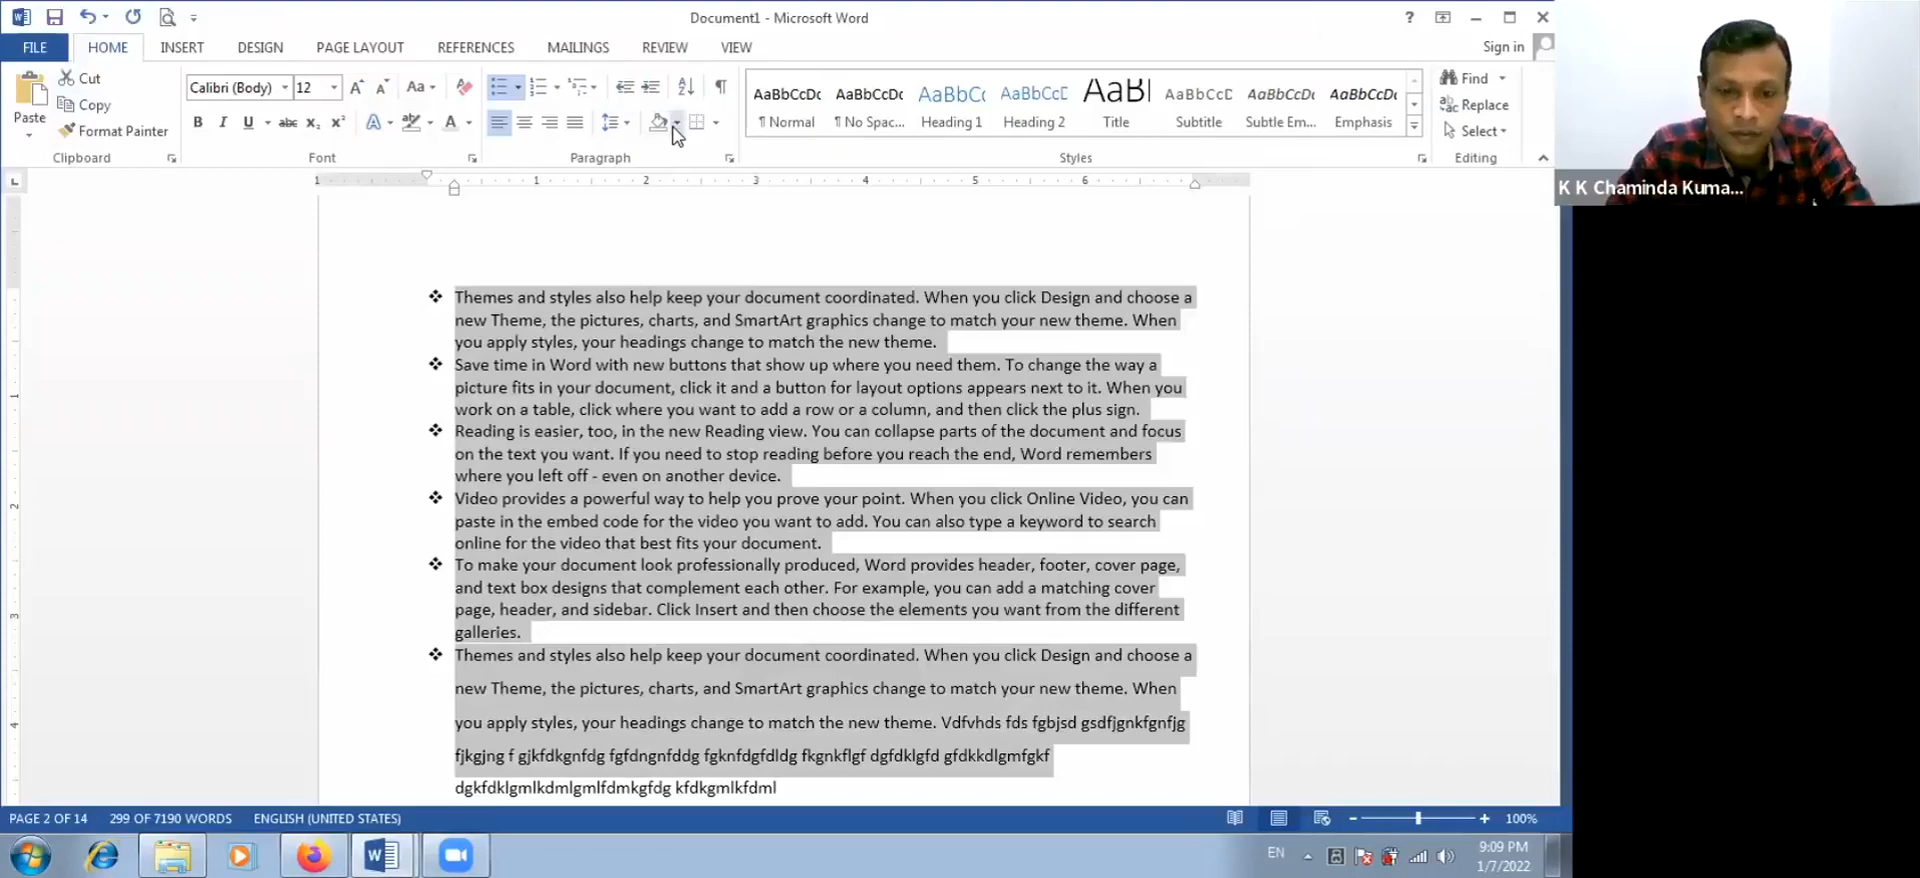 Document1 - Microsoft Word
FILE HOME INSERT DESIGN PAGE LAYOUT REFERENCES MAILINGS REVIEW VIEW Sign in
Paste
Cut
Copy
Format Painter
Clipboard
Calibri (Body) 12
Font
Paragraph
AaBbCcDc AaBbCcDc AaBbC AaBbCcD AaB AaBbCcD AaBbCcDc AaBbCcDc
¶ Normal ¶ No Spac... Heading 1 Heading 2 Title Subtitle Subtle Em... Emphasis
Styles
Find
Replace
Select
Editing
K K Chaminda Kuma...
1 1 2 3 4 5 6
❖ Themes and styles also help keep your document coordinated. When you click Design and choose a
new Theme, the pictures, charts, and SmartArt graphics change to match your new theme. When
you apply styles, your headings change to match the new theme.
❖ Save time in Word with new buttons that show up where you need them. To change the way a
picture fits in your document, click it and a button for layout options appears next to it. When you
work on a table, click where you want to add a row or a column, and then click the plus sign.
❖ Reading is easier, too, in the new Reading view. You can collapse parts of the document and focus
on the text you want. If you need to stop reading before you reach the end, Word remembers
where you left off - even on another device.
❖ Video provides a powerful way to help you prove your point. When you click Online Video, you can
paste in the embed code for the video you want to add. You can also type a keyword to search
online for the video that best fits your document.
❖ To make your document look professionally produced, Word provides header, footer, cover page,
and text box designs that complement each other. For example, you can add a matching cover
page, header, and sidebar. Click Insert and then choose the elements you want from the different
galleries.
❖ Themes and styles also help keep your document coordinated. When you click Design and choose a
new Theme, the pictures, charts, and SmartArt graphics change to match your new theme. When
you apply styles, your headings change to match the new theme. Vdfvhds fds fgbjsd gsdfjgnkfgnfjg
fjkgjng f gjkfdkgnfdg fgfdngnfddg fgknfdgfdldg fkgnkflgf dgfdklgfd gfdkkdlgmfgkf
dgkfdklgmlkdmlgmlfdmkgfdg kfdkgmlkfdml
PAGE 2 OF 14 299 OF 7190 WORDS ENGLISH (UNITED STATES) 100%
EN
9:09 PM
1/7/2022